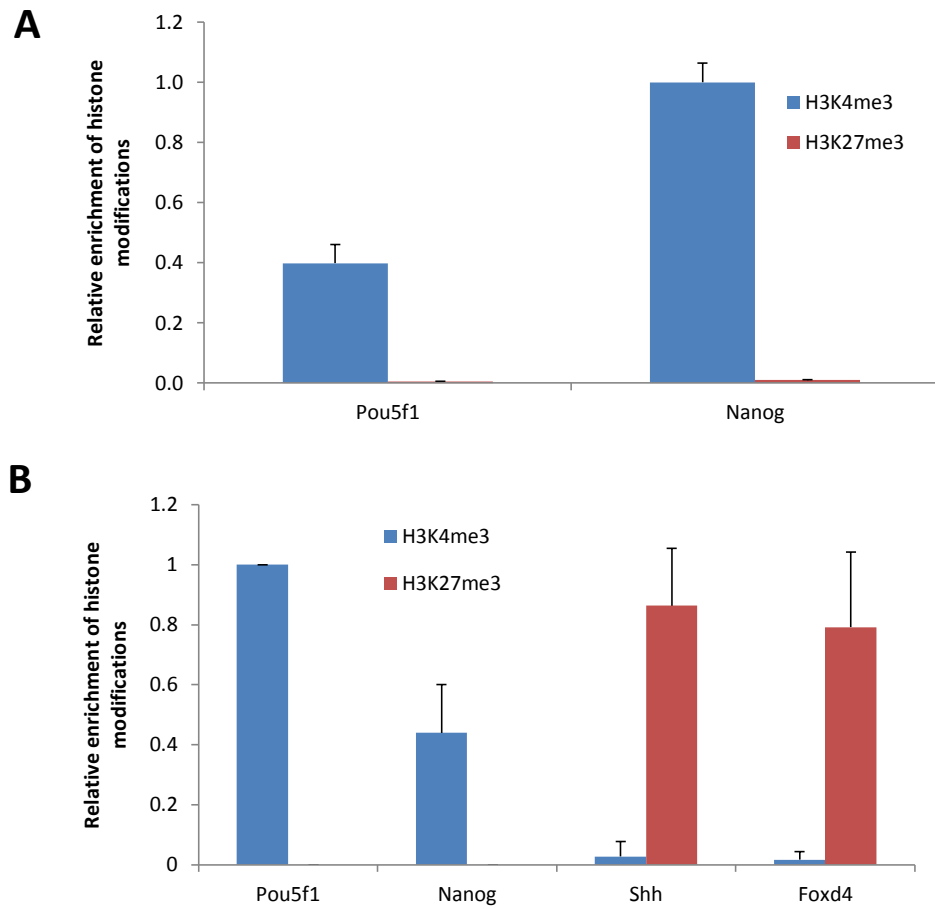 A
Relative enrichment of histone
modifications
1.2
1.0
0.8
0.6
0.4
0.2
0.0
H3K4me3
H3K27me3
Pou5f1
Nanog
B
Relative enrichment of histone
modifications
1.2
1
0.8
0.6
0.4
0.2
0
H3K4me3
H3K27me3
Pou5f1
Nanog
Shh
Foxd4